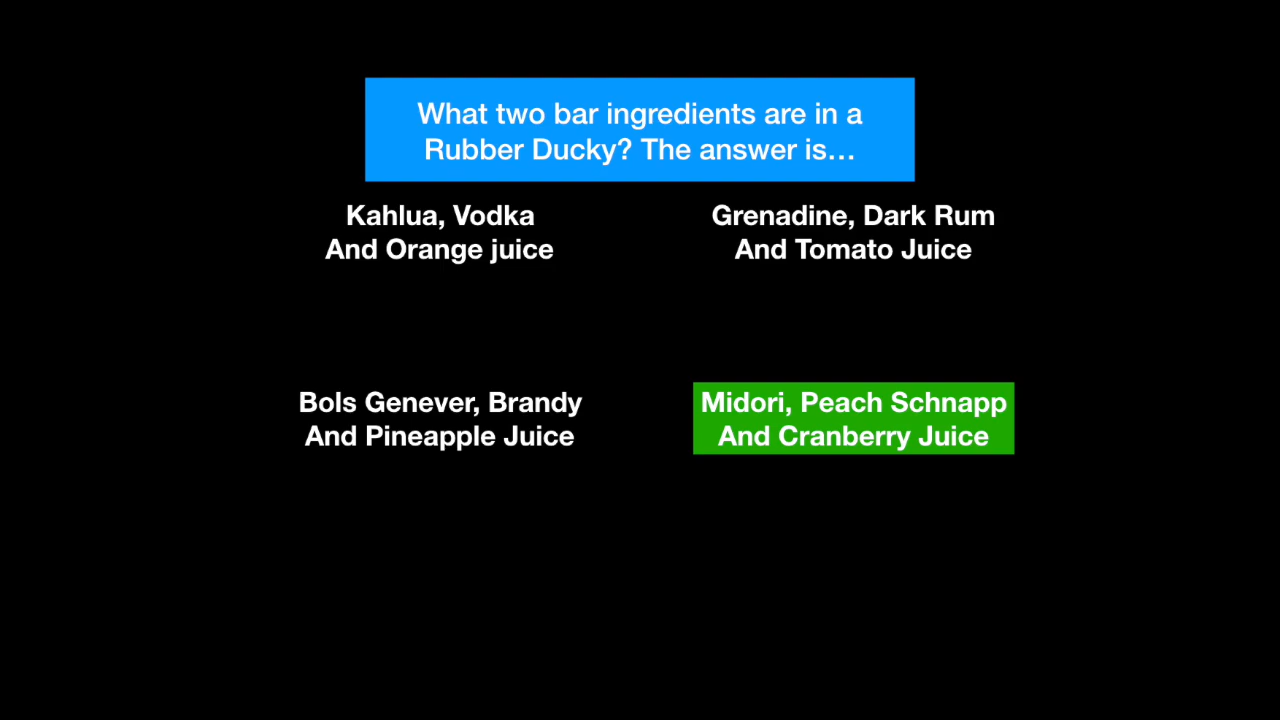 What two bar ingredients are in a
Rubber Ducky? The answer is…
Kahlua, Vodka
And Orange juice
Grenadine, Dark Rum
And Tomato Juice
Bols Genever, Brandy
And Pineapple Juice
Midori, Peach Schnapp
And Cranberry Juice